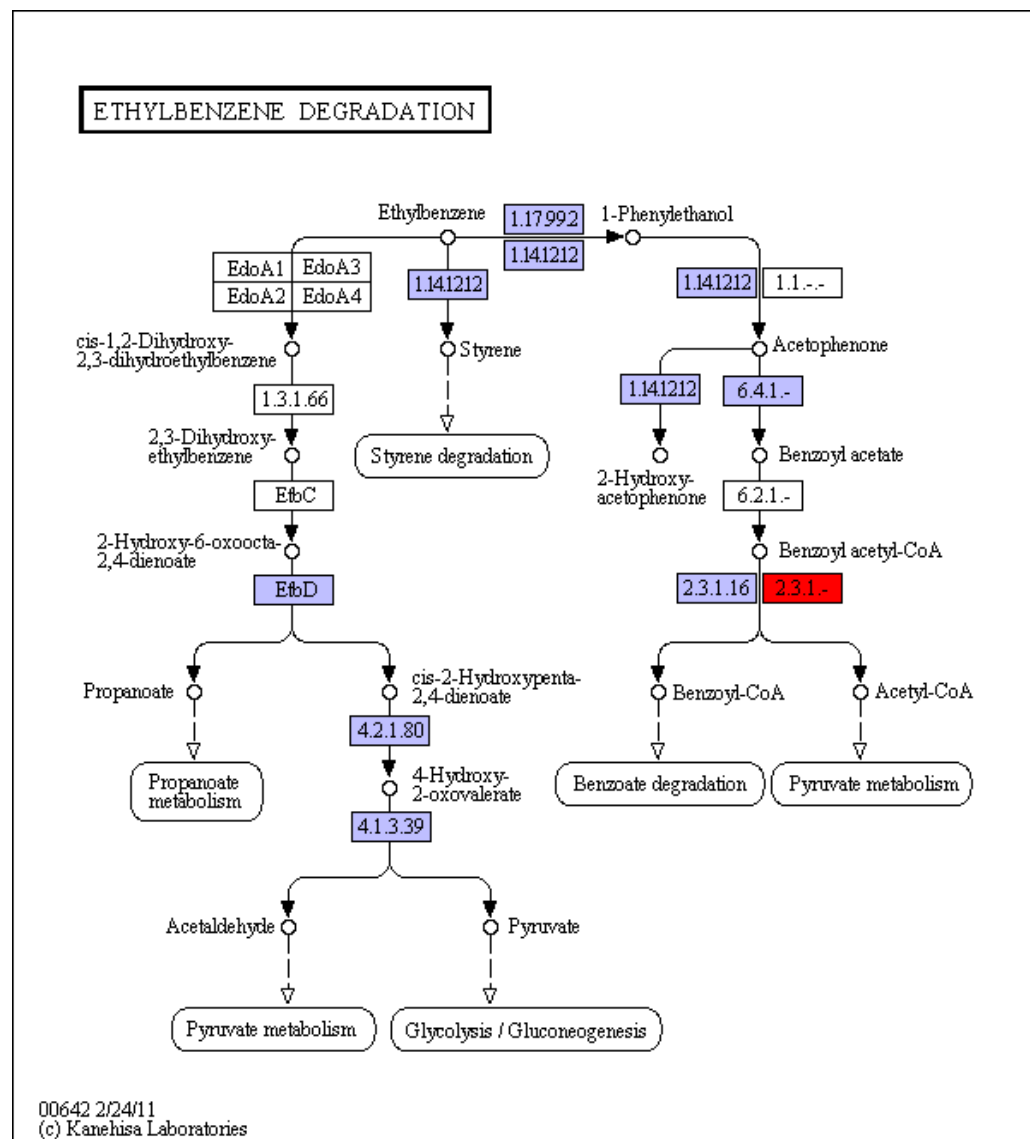 ETHYLBENZENE DEGRADATION
Ethylbenzene
1.17.99.2
1-Phenylethanol
1.14.12.12
EdoA1
EdoA3
EdoA2
EdoA4
1.14.12.12
1.14.12.12
1.1.-.-
cis-1,2-Dihydroxy-
2,3-dihydroethylbenzene
Styrene
Acetophenone
1.3.1.66
1.14.12.12
6.4.1.-
2,3-Dihydroxy-
ethylbenzene
Styrene degradation
2-Hydroxy-
acetophenone
Benzoyl acetate
EtbC
6.2.1.-
2-Hydroxy-6-oxoocta-
2,4-dienoate
Benzoyl acetyl-CoA
EtbD
2.3.1.16
2.3.1.-
Propanoate
cis-2-Hydroxypenta-
2,4-dienoate
Benzoyl-CoA
Acetyl-CoA
4.2.1.80
Propanoate
metabolism
4-Hydroxy-
2-oxovalerate
Benzoate degradation
Pyruvate metabolism
4.1.3.39
Acetaldehyde
Pyruvate
Pyruvate metabolism
Glycolysis / Gluconeogenesis
00642 2/24/11
(c) Kanehisa Laboratories